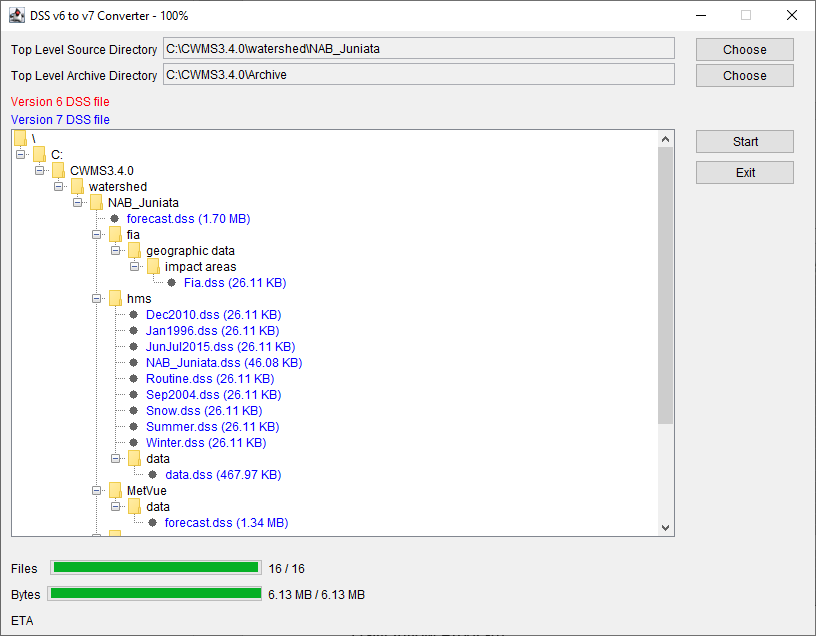 DSS v6 to v7 Converter - 100%
Top Level Source Directory C:\CWMS3.4.0\watershed\NAB_Juniata Choose
Top Level Archive Directory C:\CWMS3.4.0\Archive Choose
Version 6 DSS file
Version 7 DSS file
\
C:
CWMS3.4.0
watershed
NAB_Juniata
forecast.dss (1.70 MB)
fia
geographic data
impact areas
Fia.dss (26.11 KB)
hms
Dec2010.dss (26.11 KB)
Jan1996.dss (26.11 KB)
JunJul2015.dss (26.11 KB)
NAB_Juniata.dss (46.08 KB)
Routine.dss (26.11 KB)
Sep2004.dss (26.11 KB)
Snow.dss (26.11 KB)
Summer.dss (26.11 KB)
Winter.dss (26.11 KB)
data
data.dss (467.97 KB)
MetVue
data
forecast.dss (1.34 MB)
Start
Exit
Files 16 / 16
Bytes 6.13 MB / 6.13 MB
ETA